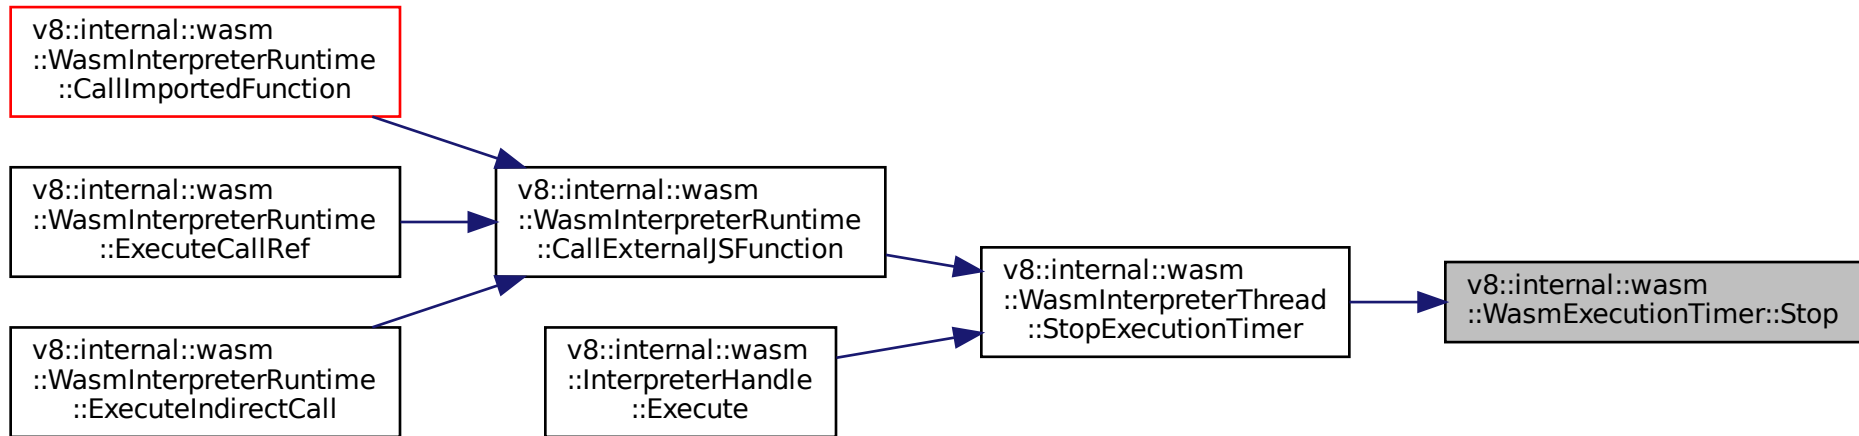 v8::internal::wasm
::WasmInterpreterRuntime
::CallImportedFunction
v8::internal::wasm
::WasmInterpreterRuntime
::ExecuteCallRef
v8::internal::wasm
::WasmInterpreterRuntime
::ExecuteIndirectCall
v8::internal::wasm
::WasmInterpreterRuntime
::CallExternalJSFunction
v8::internal::wasm
::InterpreterHandle
::Execute
v8::internal::wasm
::WasmInterpreterThread
::StopExecutionTimer
v8::internal::wasm
::WasmExecutionTimer::Stop